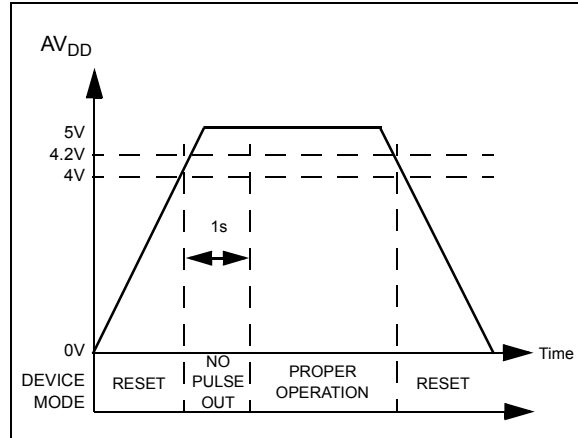 AVDD
5V
4.2V
4V
1s
0V
Time
DEVICE
MODE
RESET
NO
PULSE
OUT
PROPER
OPERATION
RESET